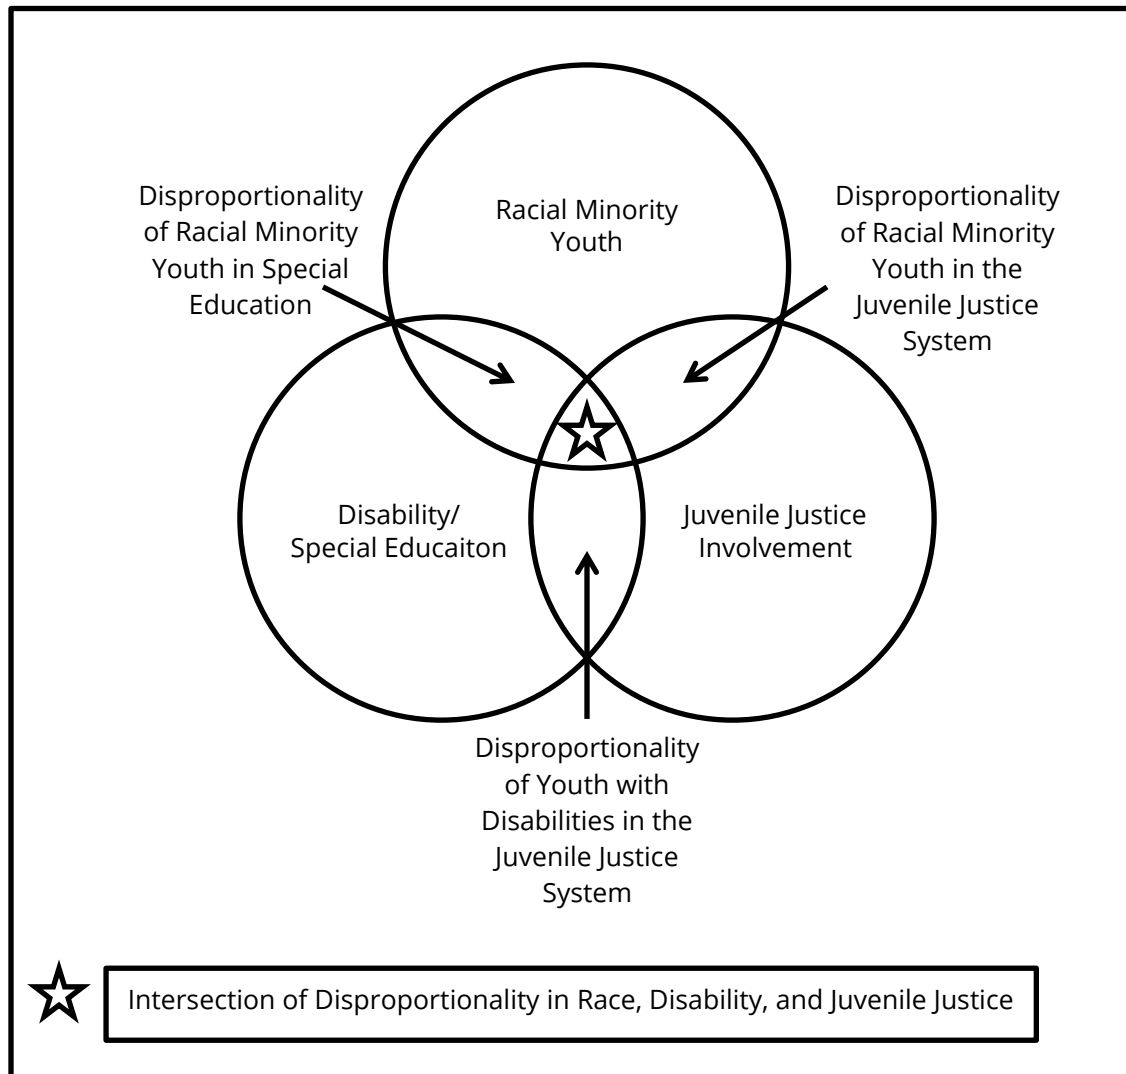 Racial Minority
Youth
Disproportionality
of Racial Minority
Youth in Special
Education
Disproportionality
of Racial Minority
Youth in the
Juvenile Justice
System
Disability/
Special Educaiton
Juvenile Justice
Involvement
Disproportionality
of Youth with
Disabilities in the
Juvenile Justice
System
Intersection of Disproportionality in Race, Disability, and Juvenile Justice